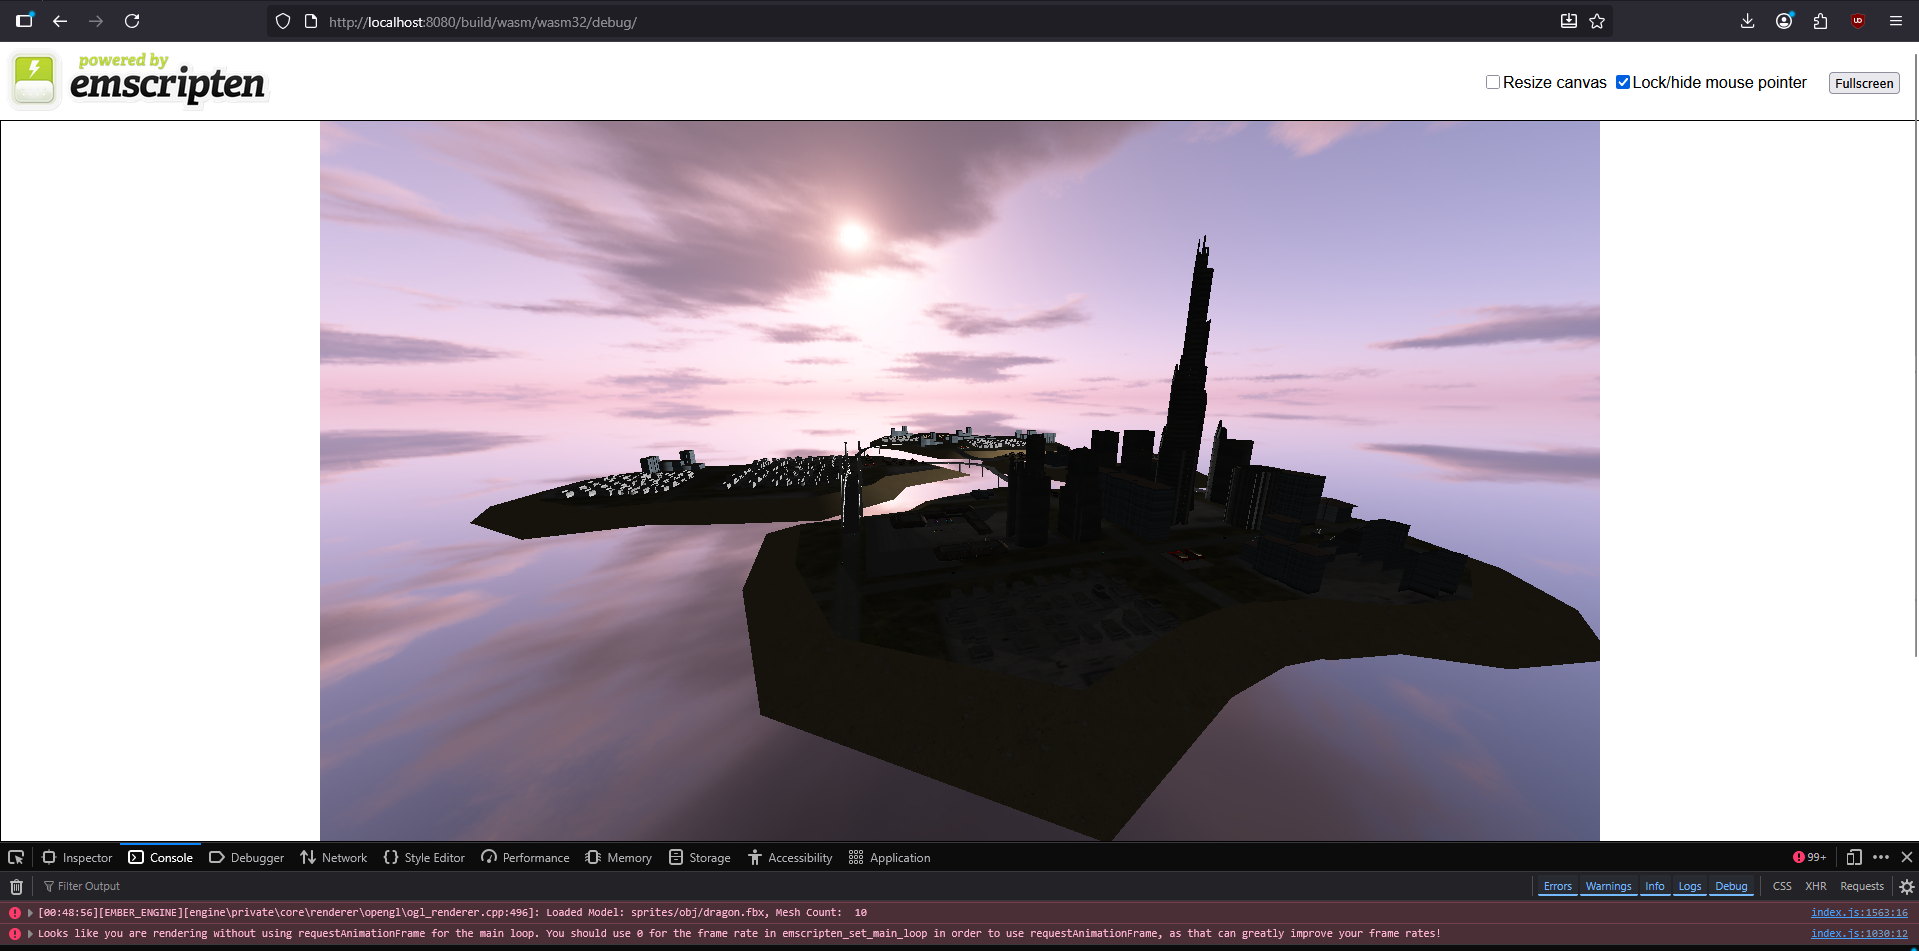 http://localhost:8080/build/wasm/wasm32/debug/
powered by
emscripten
Resize canvas Lock/hide mouse pointer Fullscreen
Inspector Console Debugger Network Style Editor Performance Memory Storage Accessibility Application 99+
Filter Output Errors Warnings Info Logs Debug CSS XHR Requests
[00:48:56][EMBER_ENGINE][engine\private\core\renderer\opengl\ogl_renderer.cpp:496]: Loaded Model: sprites/obj/dragon.fbx, Mesh Count: 10 index.js:1563:16
Looks like you are rendering without using requestAnimationFrame for the main loop. You should use 0 for the frame rate in emscripten_set_main_loop in order to use requestAnimationFrame, as that can greatly improve your frame rates! index.js:1030:12